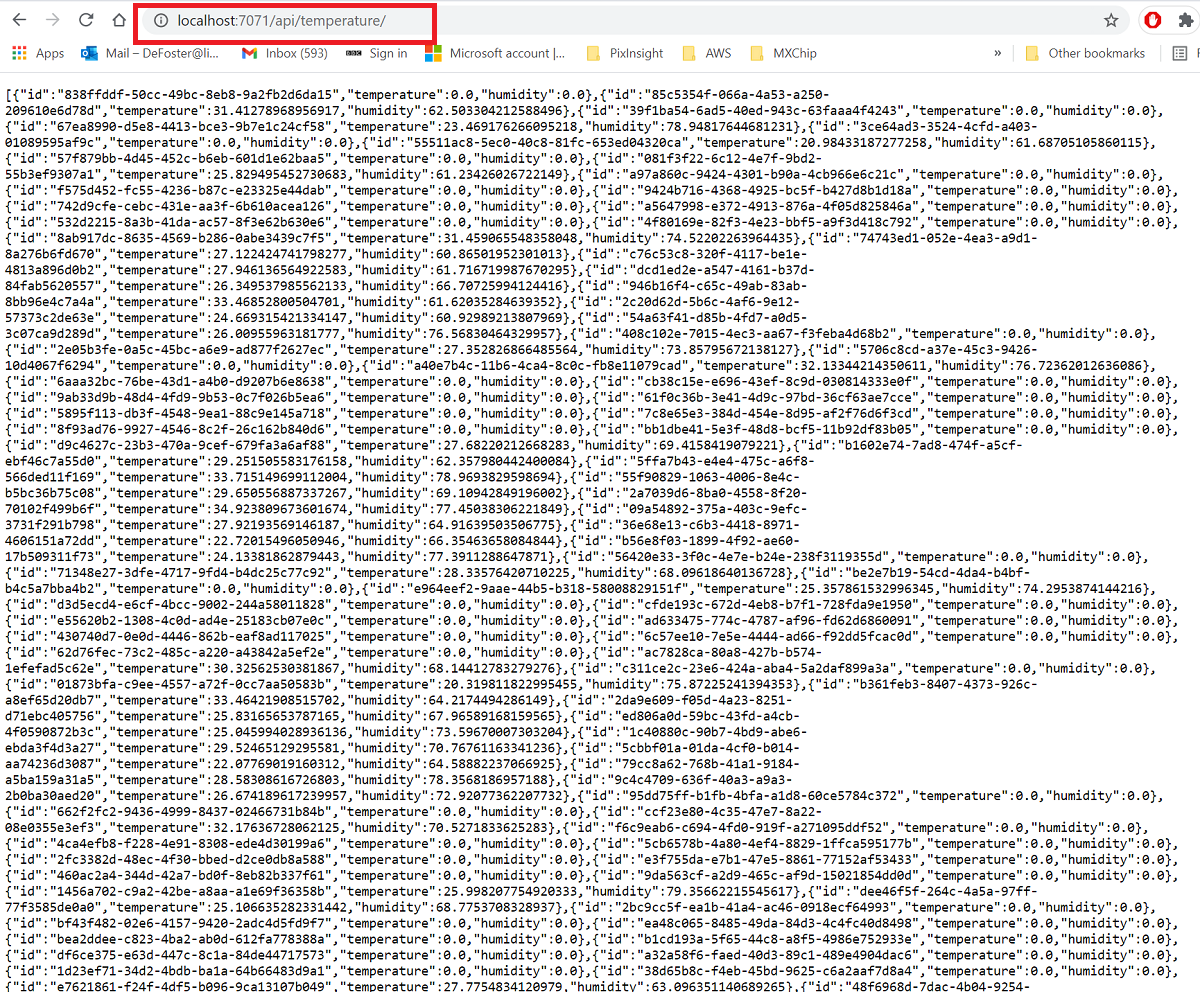 localhost:7071/api/temperature/
Apps Mail – DeFoster@li... Inbox (593) BBC Sign in Microsoft account |... PixInsight AWS MXChip » Other bookmarks
[{"id":"838ffddf-50cc-49bc-8eb8-9a2fb2d6da15","temperature":0.0,"humidity":0.0},{"id":"85c5354f-066a-4a53-a250-
209610e6d78d","temperature":31.41278968956917,"humidity":62.503304212588496},{"id":"39f1ba54-6ad5-40ed-943c-63faaa4f4243","temperature":0.0,"humidity":0.0},
{"id":"67ea8990-d5e8-4413-bce3-9b7e1c24cf58","temperature":23.469176266095218,"humidity":78.94817644681231},{"id":"3ce64ad3-3524-4cfd-a403-
01089595af9c","temperature":0.0,"humidity":0.0},{"id":"55511ac8-5ec0-40c8-81fc-653ed04320ca","temperature":20.98433187277258,"humidity":61.68705105860115},
{"id":"57f879bb-4d45-452c-b6eb-601d1e62baa5","temperature":0.0,"humidity":0.0},{"id":"081f3f22-6c12-4e7f-9bd2-
55b3ef9307a1","temperature":25.829495452730683,"humidity":61.23426026722149},{"id":"a97a860c-9424-4301-b90a-4cb966e6c21c","temperature":0.0,"humidity":0.0},
{"id":"f575d452-fc55-4236-b87c-e23325e44dab","temperature":0.0,"humidity":0.0},{"id":"9424b716-4368-4925-bc5f-b427d8b1d18a","temperature":0.0,"humidity":0.0},
{"id":"742d9cfe-cebc-431e-aa3f-6b610acea126","temperature":0.0,"humidity":0.0},{"id":"a5647998-e372-4913-876a-4f05d825846a","temperature":0.0,"humidity":0.0},
{"id":"532d2215-8a3b-41da-ac57-8f3e62b630e6","temperature":0.0,"humidity":0.0},{"id":"4f80169e-82f3-4e23-bbf5-a9f3d418c792","temperature":0.0,"humidity":0.0},
{"id":"8ab917dc-8635-4569-b286-0abe3439c7f5","temperature":31.459065548358048,"humidity":74.52202263964435},{"id":"74743ed1-052e-4ea3-a9d1-
8a276b6fd670","temperature":27.122424741798277,"humidity":60.86501952301013},{"id":"c76c53c8-320f-4117-be1e-
4813a896d0b2","temperature":27.946136564922583,"humidity":61.716719987670295},{"id":"dcd1ed2e-a547-4161-b37d-
84fab5620557","temperature":26.349537985562133,"humidity":66.70725994124416},{"id":"946b16f4-c65c-49ab-83ab-
8bb96e4c7a4a","temperature":33.46852800504701,"humidity":61.62035284639352},{"id":"2c20d62d-5b6c-4af6-9e12-
57373c2de63e","temperature":24.669315421334147,"humidity":60.92989213807969},{"id":"54a63f41-d85b-4fd7-a0d5-
3c07ca9d289d","temperature":26.00955963181777,"humidity":76.56830464329957},{"id":"408c102e-7015-4ec3-aa67-f3feba4d68b2","temperature":0.0,"humidity":0.0},
{"id":"2e05b3fe-0a5c-45bc-a6e9-ad877f2627ec","temperature":27.352826866485564,"humidity":73.85795672138127},{"id":"5706c8cd-a37e-45c3-9426-
10d4067f6294","temperature":0.0,"humidity":0.0},{"id":"a40e7b4c-11b6-4ca4-8c0c-fb8e11079cad","temperature":32.13344214350611,"humidity":76.72362012636086},
{"id":"6aaa32bc-76be-43d1-a4b0-d9207b6e8638","temperature":0.0,"humidity":0.0},{"id":"cb38c15e-e696-43ef-8c9d-030814333e0f","temperature":0.0,"humidity":0.0},
{"id":"9ab33d9b-48d4-4fd9-9b53-0c7f026b5ea6","temperature":0.0,"humidity":0.0},{"id":"61f0c36b-3e41-4d9c-97bd-36cf63ae7cce","temperature":0.0,"humidity":0.0},
{"id":"5895f113-db3f-4548-9ea1-88c9e145a718","temperature":0.0,"humidity":0.0},{"id":"7c8e65e3-384d-454e-8d95-af2f76d6f3cd","temperature":0.0,"humidity":0.0},
{"id":"8f93ad76-9927-4546-8c2f-26c162b840d6","temperature":0.0,"humidity":0.0},{"id":"bb1dbe41-5e3f-48d8-bcf5-11b92df83b05","temperature":0.0,"humidity":0.0},
{"id":"d9c4627c-23b3-470a-9cef-679fa3a6af88","temperature":27.68220212668283,"humidity":69.4158419079221},{"id":"b1602e74-7ad8-474f-a5cf-
ebf46c7a55d0","temperature":29.251505583176158,"humidity":62.357980442400084},{"id":"5ffa7b43-e4e4-475c-a6f8-
566ded11f169","temperature":33.715149699112004,"humidity":78.9693829598694},{"id":"55f90829-1063-4006-8e4c-
b5bc36b75c08","temperature":29.650556887337267,"humidity":69.10942849196002},{"id":"2a7039d6-8ba0-4558-8f20-
70102f499b6f","temperature":34.923809673601674,"humidity":77.45038306221849},{"id":"09a54892-375a-403c-9efc-
3731f291b798","temperature":27.92193569146187,"humidity":64.91639503506775},{"id":"36e68e13-c6b3-4418-8971-
4606151a72dd","temperature":22.72015496050946,"humidity":66.35463658084844},{"id":"b56e8f03-1899-4f92-ae60-
17b509311f73","temperature":24.13381862879443,"humidity":77.3911288647871},{"id":"56420e33-3f0c-4e7e-b24e-238f3119355d","temperature":0.0,"humidity":0.0},
{"id":"71348e27-3dfe-4717-9fd4-b4dc25c77c92","temperature":28.33576420710225,"humidity":68.09618640136728},{"id":"be2e7b19-54cd-4da4-b4bf-
b4c5a7bba4b2","temperature":0.0,"humidity":0.0},{"id":"e964eef2-9aae-44b5-b318-58008829151f","temperature":25.357861532996345,"humidity":74.2953874144216},
{"id":"d3d5ecd4-e6cf-4bcc-9002-244a58011828","temperature":0.0,"humidity":0.0},{"id":"cfde193c-672d-4eb8-b7f1-728fda9e1950","temperature":0.0,"humidity":0.0},
{"id":"e55620b2-1308-4c0d-ad4e-25183cb07e0c","temperature":0.0,"humidity":0.0},{"id":"ad633475-774c-4787-af96-fd62d6860091","temperature":0.0,"humidity":0.0},
{"id":"430740d7-0e0d-4446-862b-eaf8ad117025","temperature":0.0,"humidity":0.0},{"id":"6c57ee10-7e5e-4444-ad66-f92dd5fcac0d","temperature":0.0,"humidity":0.0},
{"id":"62d76fec-73c2-485c-a220-a43842a5ef2e","temperature":0.0,"humidity":0.0},{"id":"ac7828ca-80a8-427b-b574-
1efefad5c62e","temperature":30.32562530381867,"humidity":68.14412783279276},{"id":"c311ce2c-23e6-424a-aba4-5a2daf899a3a","temperature":0.0,"humidity":0.0},
{"id":"01873bfa-c9ee-4557-a72f-0cc7aa50583b","temperature":20.319811822995455,"humidity":75.87225241394353},{"id":"b361feb3-8407-4373-926c-
a8ef65d20db7","temperature":33.46421908515702,"humidity":64.2174494286149},{"id":"2da9e609-f05d-4a23-8251-
d71ebc405756","temperature":25.83165653787165,"humidity":67.96589168159565},{"id":"ed806a0d-59bc-43fd-a4cb-
4f0590872b3c","temperature":25.045994028936136,"humidity":73.59670007303204},{"id":"1c40880c-90b7-4bd9-abe6-
ebda3f4d3a27","temperature":29.52465129295581,"humidity":70.76761163341236},{"id":"5cbbf01a-01da-4cf0-b014-
aa74236d3087","temperature":22.07769019160312,"humidity":64.58882237066925},{"id":"79cc8a62-768b-41a1-9184-
a5ba159a31a5","temperature":28.58308616726803,"humidity":78.3568186957188},{"id":"9c4c4709-636f-40a3-a9a3-
2b0ba30aed20","temperature":26.674189617239957,"humidity":72.92077362207732},{"id":"95dd75ff-b1fb-4bfa-a1d8-60ce5784c372","temperature":0.0,"humidity":0.0},
{"id":"662f2fc2-9436-4999-8437-02466731b84b","temperature":0.0,"humidity":0.0},{"id":"ccf23e80-4c35-47e7-8a22-
08e0355e3ef3","temperature":32.17636728062125,"humidity":70.5271833625283},{"id":"f6c9eab6-c694-4fd0-919f-a271095ddf52","temperature":0.0,"humidity":0.0},
{"id":"4ca4efb8-f228-4e91-8308-ede4d30199a6","temperature":0.0,"humidity":0.0},{"id":"5cb6578b-4a80-4ef4-8829-1ffca595177b","temperature":0.0,"humidity":0.0},
{"id":"2fc3382d-48ec-4f30-bbed-d2ce0db8a588","temperature":0.0,"humidity":0.0},{"id":"e3f755da-e7b1-47e5-8861-77152af53433","temperature":0.0,"humidity":0.0},
{"id":"460ac2a4-344d-42a7-bd0f-8eb82b337f61","temperature":0.0,"humidity":0.0},{"id":"9da563cf-a2d9-465c-af9d-15021854dd0d","temperature":0.0,"humidity":0.0},
{"id":"1456a702-c9a2-42be-a8aa-a1e69f36358b","temperature":25.998207754920333,"humidity":79.35662215545617},{"id":"dee46f5f-264c-4a5a-97ff-
77f3585de0a0","temperature":25.106635282331442,"humidity":68.7753708328937},{"id":"2bc9cc5f-ea1b-41a4-ac46-0918ecf64993","temperature":0.0,"humidity":0.0},
{"id":"bf43f482-02e6-4157-9420-2adc4d5fd9f7","temperature":0.0,"humidity":0.0},{"id":"ea48c065-8485-49da-84d3-4c4fc40d8498","temperature":0.0,"humidity":0.0},
{"id":"bea2ddee-c823-4ba2-ab0d-612fa778388a","temperature":0.0,"humidity":0.0},{"id":"b1cd193a-5f65-44c8-a8f5-4986e752933e","temperature":0.0,"humidity":0.0},
{"id":"df6ce375-e63d-447c-8c1a-84de44717573","temperature":0.0,"humidity":0.0},{"id":"a32a58f6-faed-40d3-89c1-489e4904dac6","temperature":0.0,"humidity":0.0},
{"id":"1d23ef71-34d2-4bdb-ba1a-64b66483d9a1","temperature":0.0,"humidity":0.0},{"id":"38d65b8c-f4eb-45bd-9625-c6a2aaf7d8a4","temperature":0.0,"humidity":0.0},
{"id":"e7621861-f24f-4df5-b096-9ca13107b049","temperature":27.7754834120979,"humidity":63.096351140689265},{"id":"48f6968d-7dac-4b04-9254-